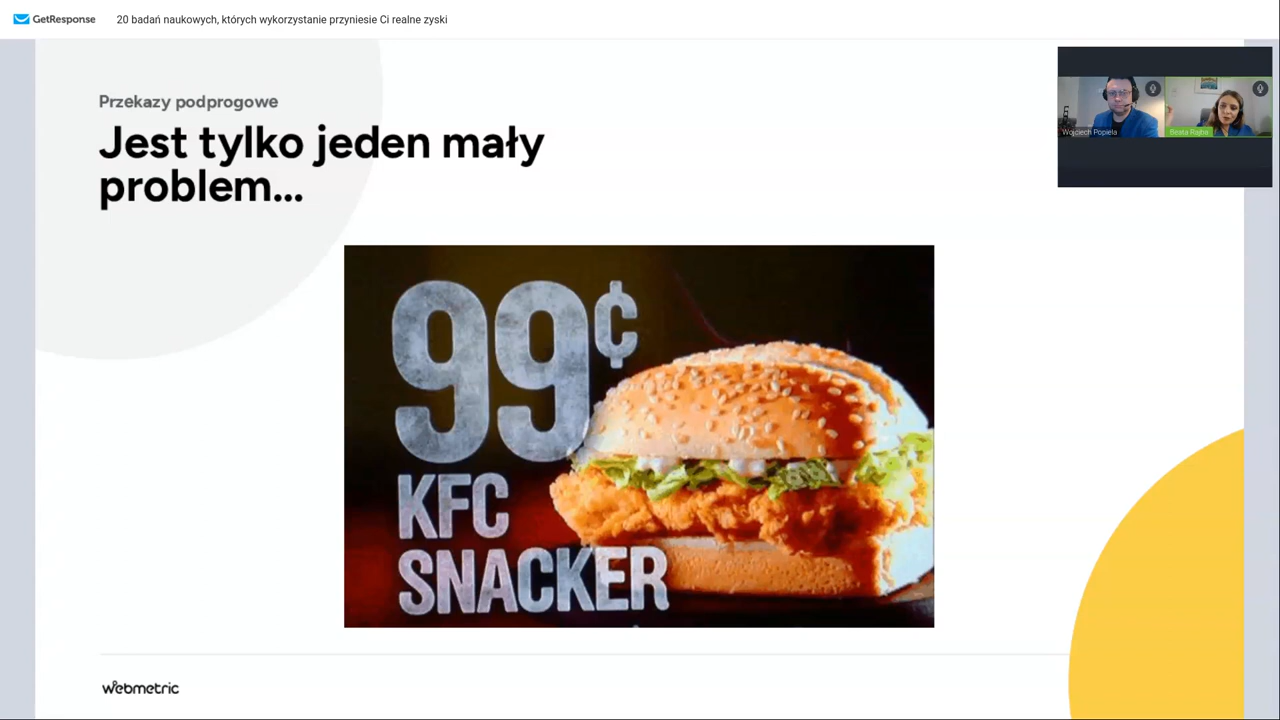 GetResponse
20 badań naukowych, których wykorzystanie przyniesie Ci realne zyski
Przekazy podprogowe
Jest tylko jeden mały
problem...
99¢
KFC
SNACKER
Wojciech Popiela
Beata Rajba
webmetric